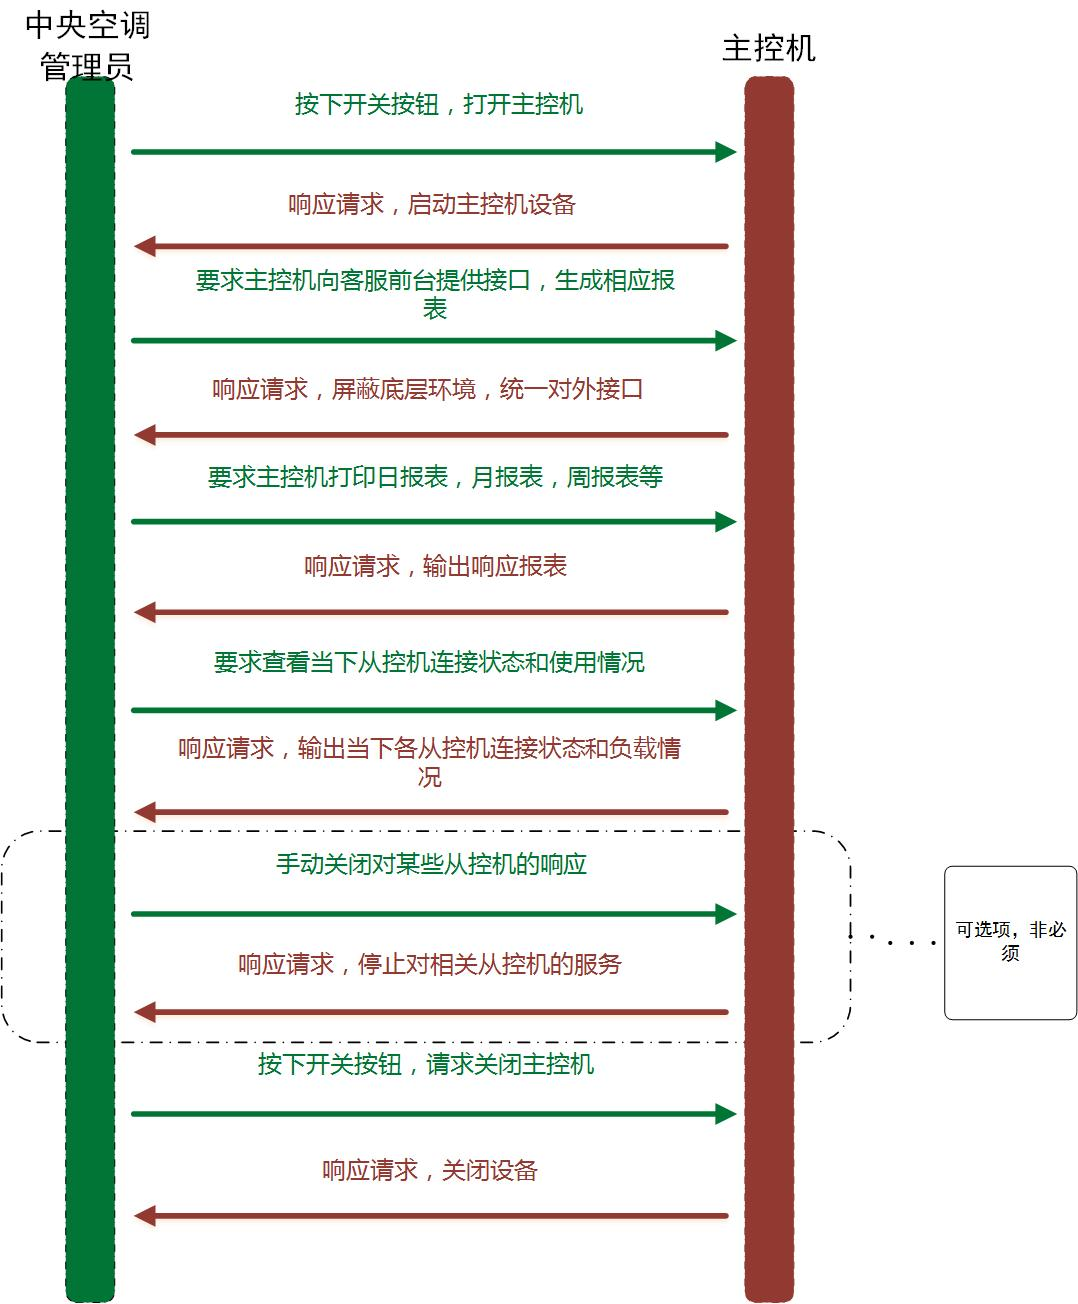 中央空调
管理员
主控机
按下开关按钮，打开主控机
响应请求，启动主控机设备
要求主控机向客服前台提供接口，生成相应报
表
响应请求，屏蔽底层环境，统一对外接口
要求主控机打印日报表，月报表，周报表等
响应请求，输出响应报表
要求查看当下从控机连接状态和使用情况
响应请求，输出当下各从控机连接状态和负载情
况
手动关闭对某些从控机的响应
可选项，非必
须
响应请求，停止对相关从控机的服务
按下开关按钮，请求关闭主控机
响应请求，关闭设备